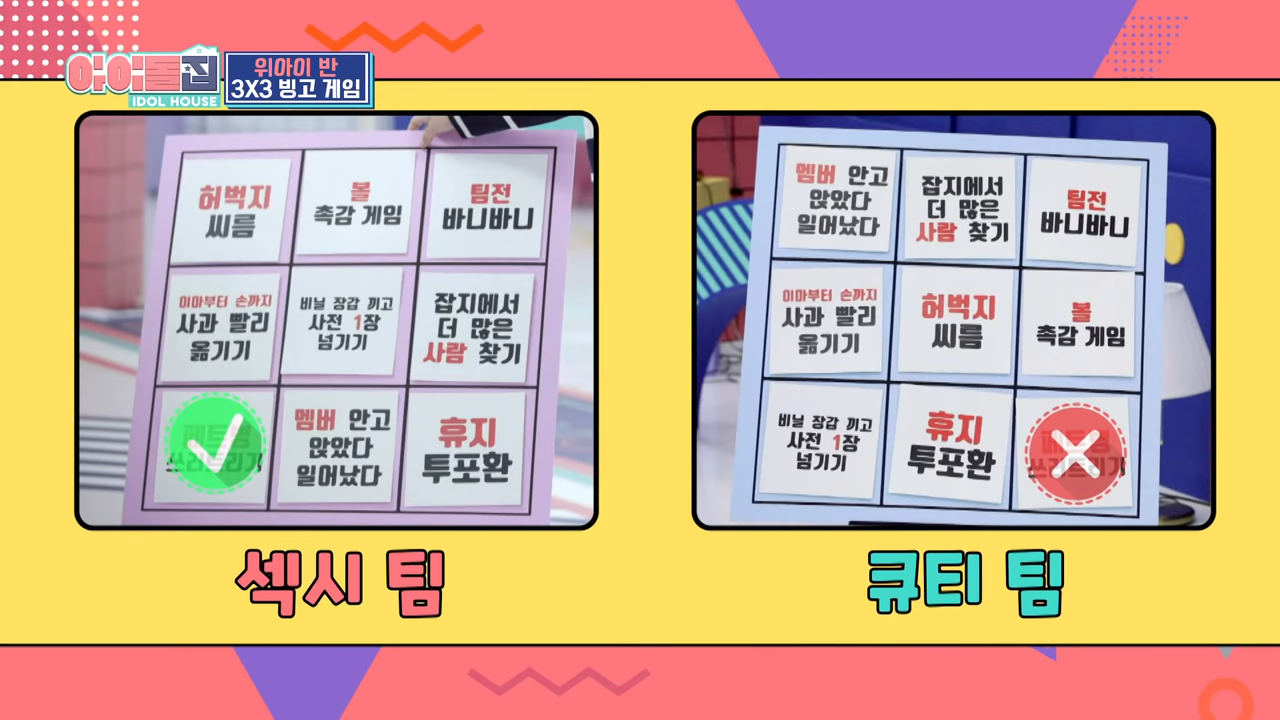 아이돌집
IDOL HOUSE
위아이 반
3X3 빙고 게임
허벅지
씨름
볼
촉감 게임
팀전
바니바니
이마부터 손까지
사과 빨리
옮기기
비닐 장갑 끼고
사전 1장
넘기기
잡지에서
더 많은
사람 찾기
멤버 안고
앉았다
일어났다
휴지
투포환
섹시 팀
멤버 안고
앉았다
일어났다
잡지에서
더 많은
사람 찾기
팀전
바니바니
이마부터 손까지
사과 빨리
옮기기
허벅지
씨름
볼
촉감 게임
비닐 장갑 끼고
사전 1장
넘기기
휴지
투포환
큐티 팀